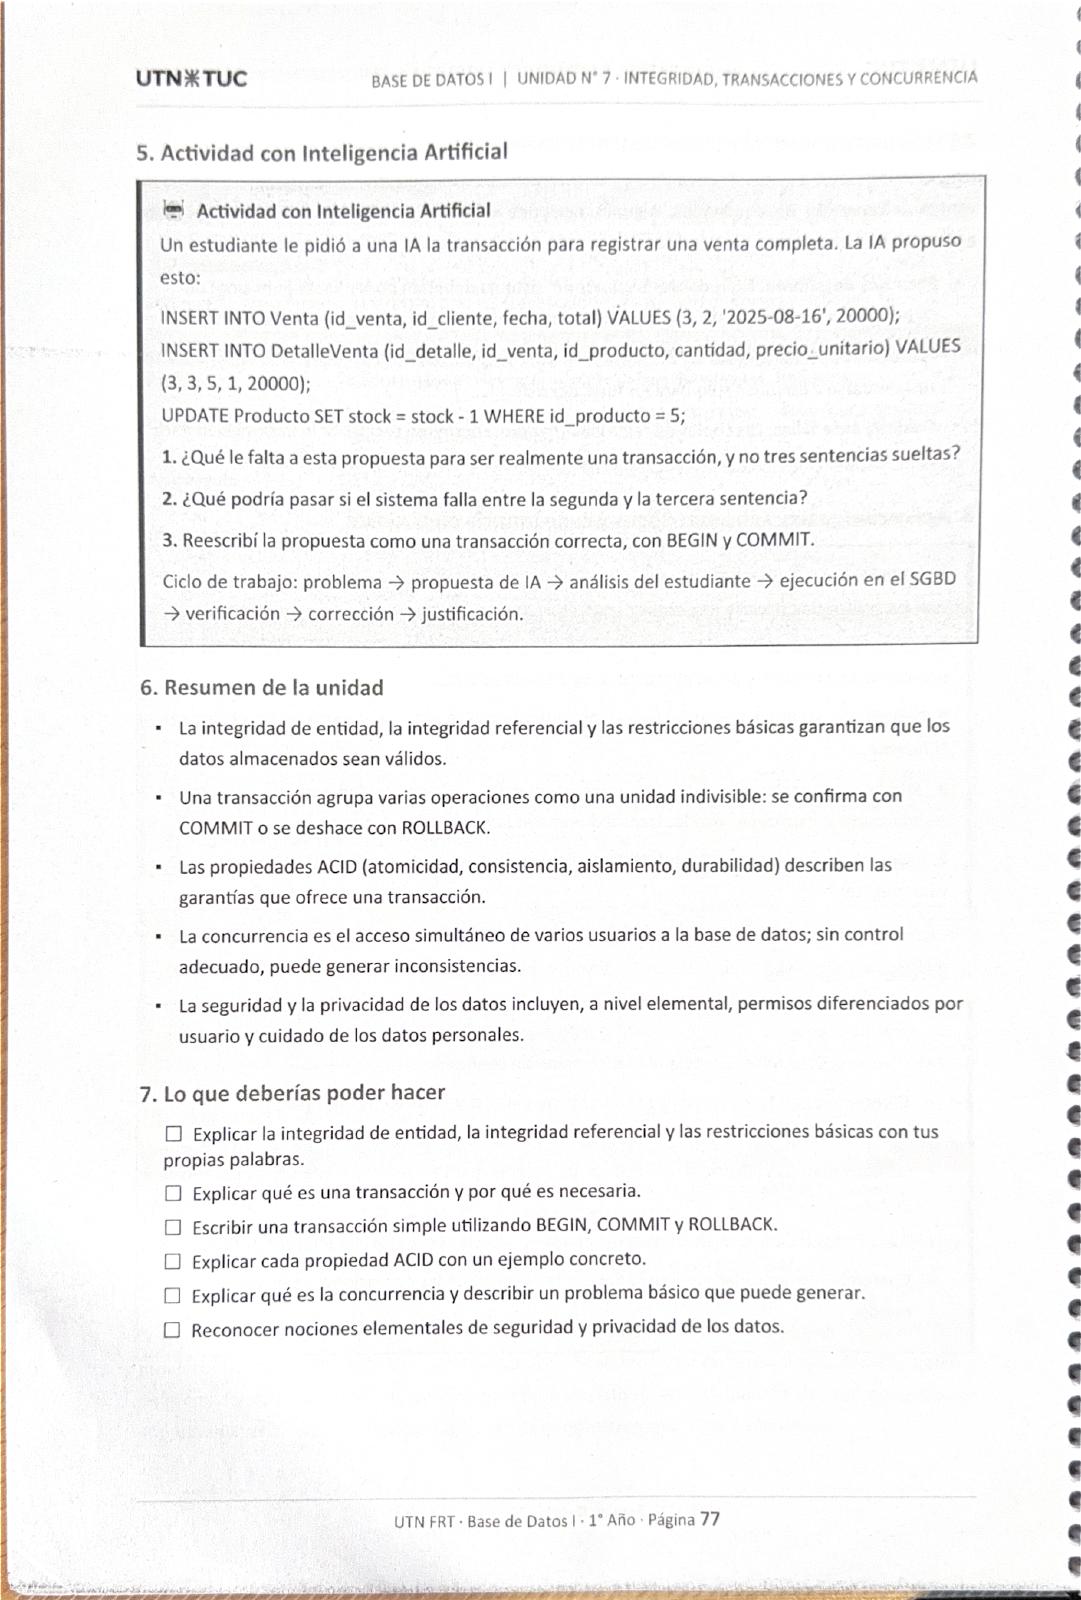 UTN※TUC
BASE DE DATOS I | UNIDAD N° 7 · INTEGRIDAD, TRANSACCIONES Y CONCURRENCIA
5. Actividad con Inteligencia Artificial
Actividad con Inteligencia Artificial
Un estudiante le pidió a una IA la transacción para registrar una venta completa. La IA propuso
esto:
INSERT INTO Venta (id_venta, id_cliente, fecha, total) VALUES (3, 2, '2025-08-16', 20000);
INSERT INTO DetalleVenta (id_detalle, id_venta, id_producto, cantidad, precio_unitario) VALUES
(3, 3, 5, 1, 20000);
UPDATE Producto SET stock = stock - 1 WHERE id_producto = 5;
1. ¿Qué le falta a esta propuesta para ser realmente una transacción, y no tres sentencias sueltas?
2. ¿Qué podría pasar si el sistema falla entre la segunda y la tercera sentencia?
3. Reescribí la propuesta como una transacción correcta, con BEGIN y COMMIT.
Ciclo de trabajo: problema → propuesta de IA → análisis del estudiante → ejecución en el SGBD
→ verificación → corrección → justificación.
6. Resumen de la unidad
▪ La integridad de entidad, la integridad referencial y las restricciones básicas garantizan que los
datos almacenados sean válidos.
▪ Una transacción agrupa varias operaciones como una unidad indivisible: se confirma con
COMMIT o se deshace con ROLLBACK.
▪ Las propiedades ACID (atomicidad, consistencia, aislamiento, durabilidad) describen las
garantías que ofrece una transacción.
▪ La concurrencia es el acceso simultáneo de varios usuarios a la base de datos; sin control
adecuado, puede generar inconsistencias.
▪ La seguridad y la privacidad de los datos incluyen, a nivel elemental, permisos diferenciados por
usuario y cuidado de los datos personales.
7. Lo que deberías poder hacer
☐ Explicar la integridad de entidad, la integridad referencial y las restricciones básicas con tus
propias palabras.
☐ Explicar qué es una transacción y por qué es necesaria.
☐ Escribir una transacción simple utilizando BEGIN, COMMIT y ROLLBACK.
☐ Explicar cada propiedad ACID con un ejemplo concreto.
☐ Explicar qué es la concurrencia y describir un problema básico que puede generar.
☐ Reconocer nociones elementales de seguridad y privacidad de los datos.
UTN FRT · Base de Datos I · 1° Año · Página 77